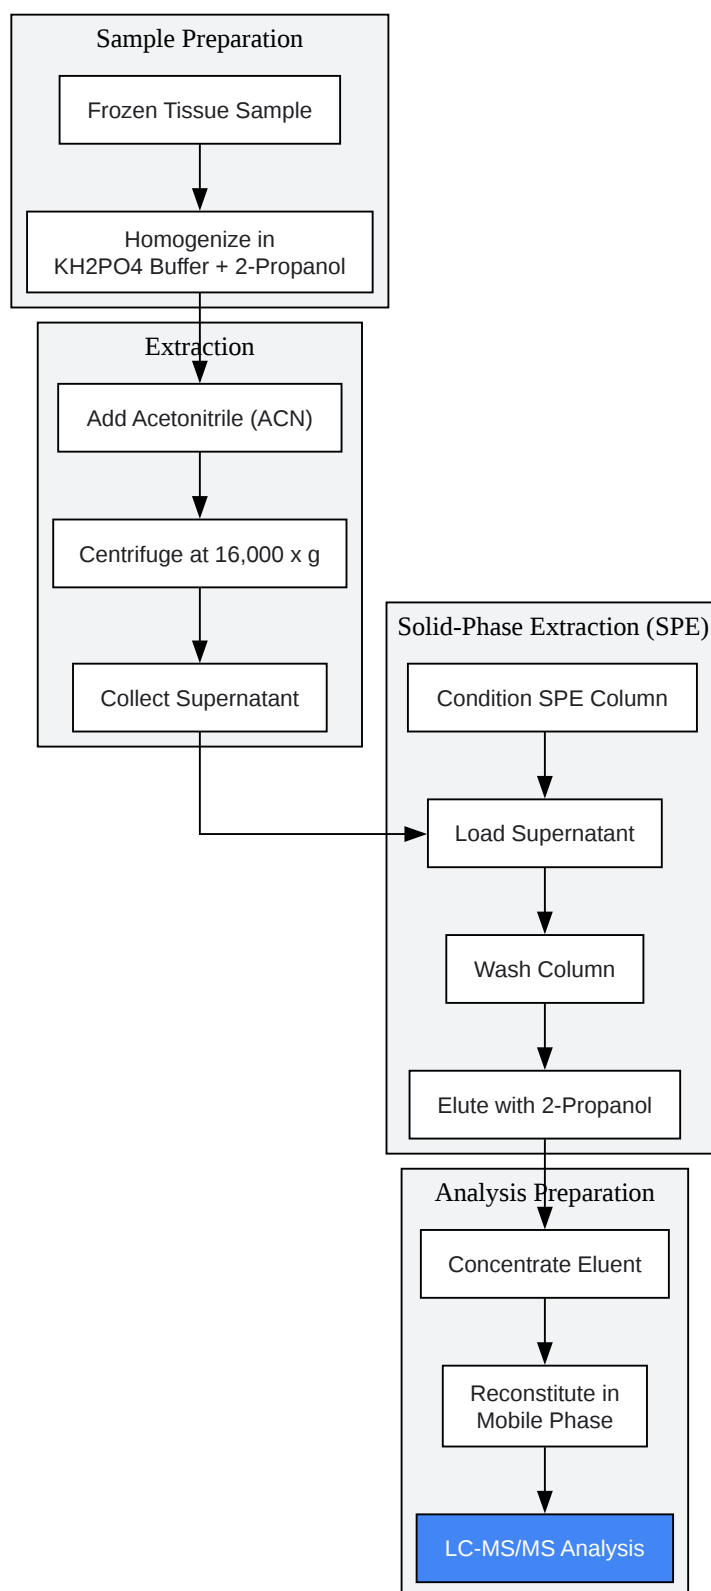 Sample Preparation
Frozen Tissue Sample
Homogenize in
KH2PO4 Buffer + 2-Propanol
Extraction
Add Acetonitrile (ACN)
Centrifuge at 16,000 x g
Collect Supernatant
Solid-Phase Extraction (SPE)
Condition SPE Column
Load Supernatant
Wash Column
Elute with 2-Propanol
Analysis Preparation
Concentrate Eluent
Reconstitute in
Mobile Phase
LC-MS/MS Analysis